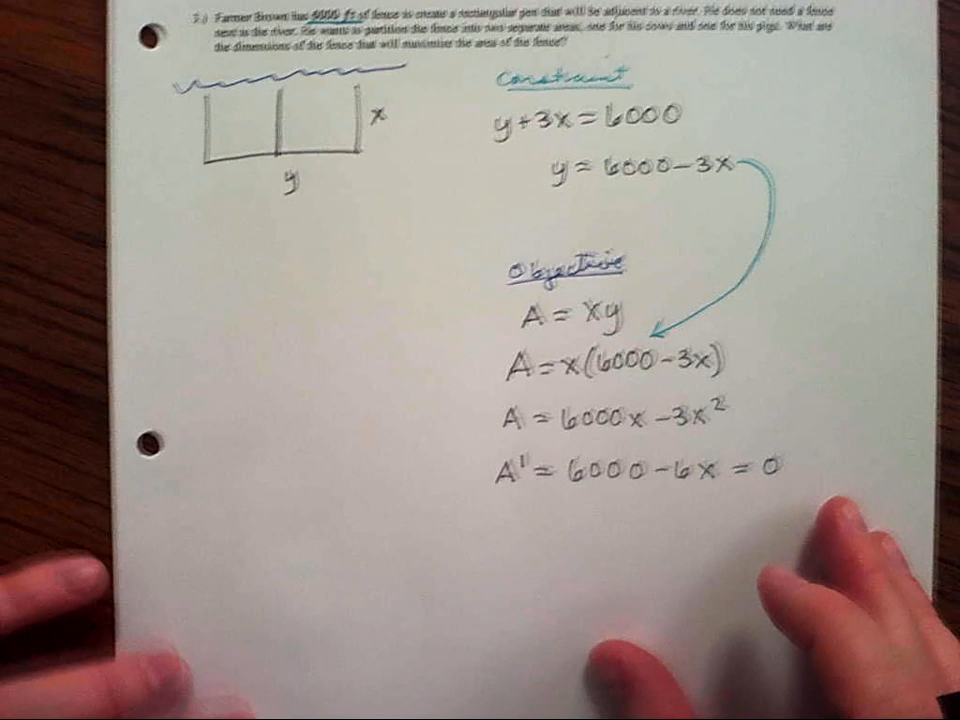 Farmer Brown has 6000 ft of fence to create a rectangular pen that will be adjacent to a river. He does not need a fence
next to the river. He wants to partition the fence into two separate areas, one for his cows and one for his pigs. What are
the dimensions of the fence that will maximize the area of the fence?
Constraint
y+3x=6000
x
y=6000-3x
y
Objective
A=xy
A=x(6000-3x)
A=6000x-3x²
A'=6000-6x=0